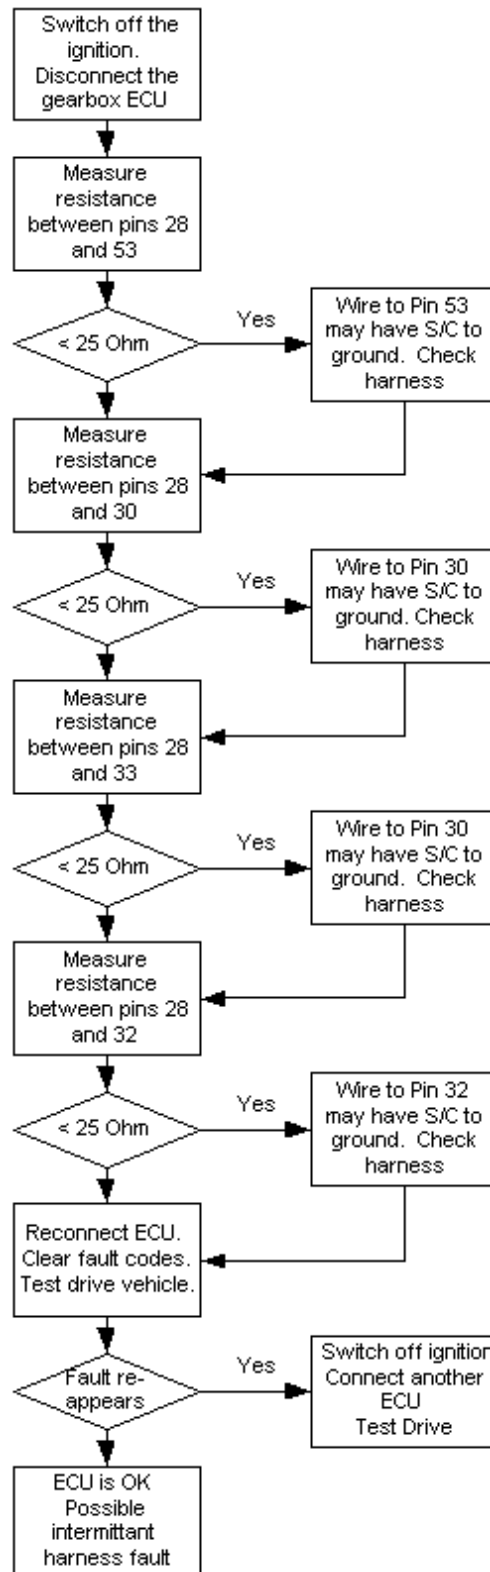 Switch off the
ignition.
Disconnect the
gearbox ECU
Measure
resistance
between pins 28
and 53
< 25 Ohm
Yes
Wire to Pin 53
may have S/C to
ground. Check
harness
Measure
resistance
between pins 28
and 30
< 25 Ohm
Yes
Wire to Pin 30
may have S/C to
ground. Check
harness
Measure
resistance
between pins 28
and 33
< 25 Ohm
Yes
Wire to Pin 30
may have S/C to
ground. Check
harness
Measure
resistance
between pins 28
and 32
< 25 Ohm
Yes
Wire to Pin 32
may have S/C to
ground. Check
harness
Reconnect ECU.
Clear fault codes.
Test drive vehicle.
Fault re-
appears
Yes
Switch off ignition
Connect another
ECU
Test Drive
ECU is OK
Possible
intermittant
harness fault